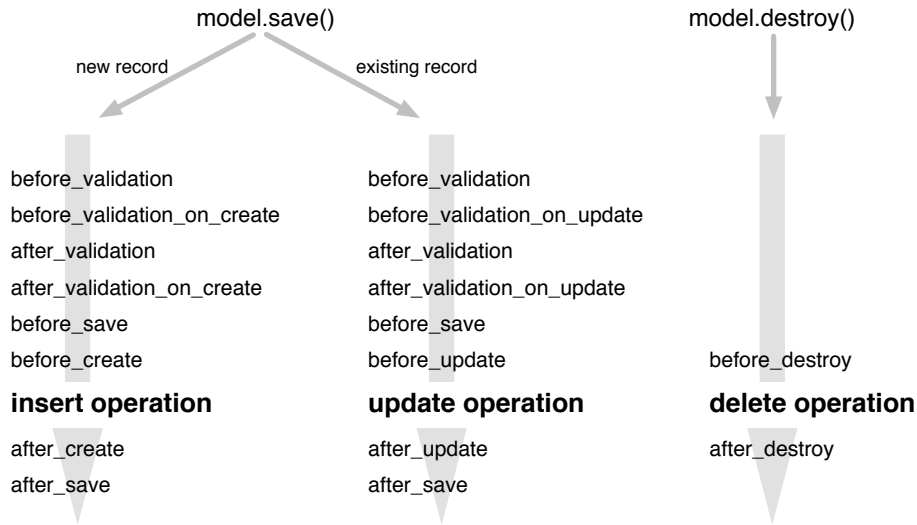 model.save()
model.destroy()
new record
existing record
before_validation
before_validation_on_create
after_validation
after_validation_on_create
before_save
before_create
insert operation
after_create
after_save
before_validation
before_validation_on_update
after_validation
after_validation_on_update
before_save
before_update
update operation
after_update
after_save
before_destroy
delete operation
after_destroy